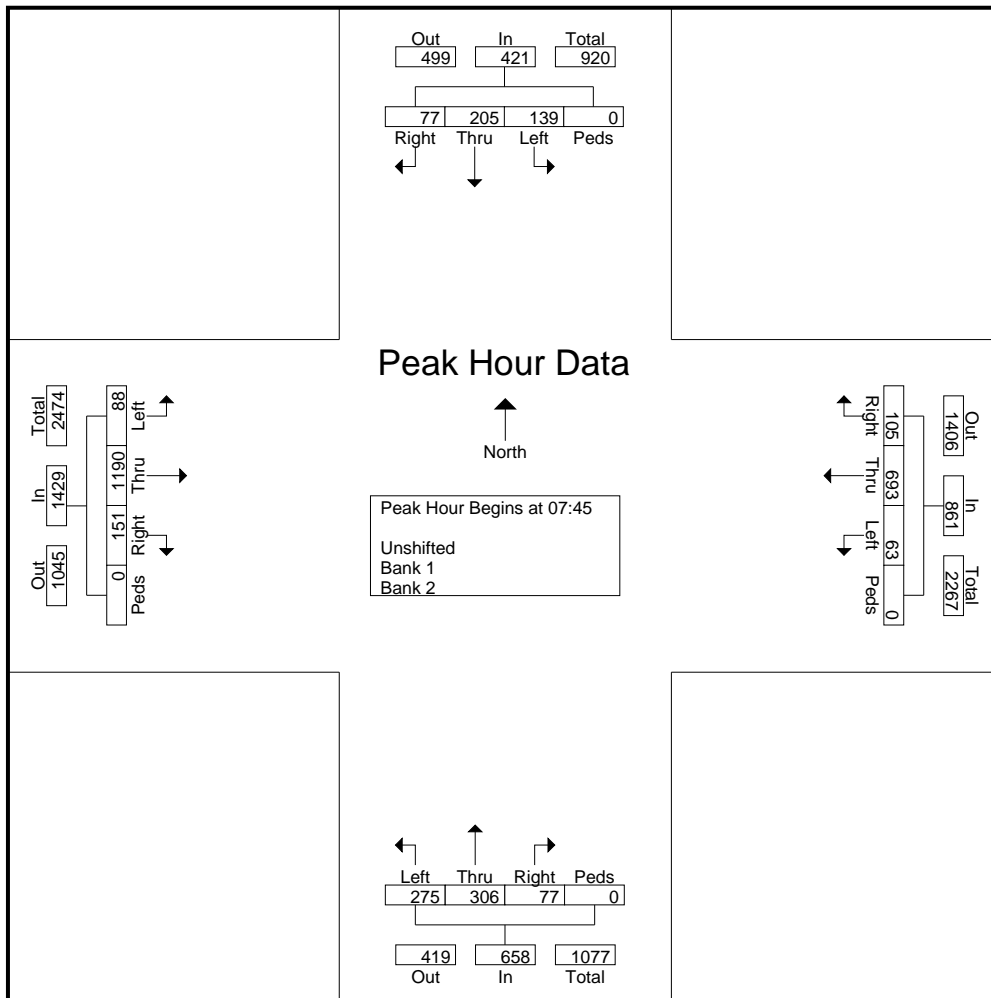 Out In Total
499 421 920
77 205 139 0
Right Thru Left Peds
Peak Hour Data
North
Peak Hour Begins at 07:45
Unshifted
Bank 1
Bank 2
Out In Total
1045 1429 2474
Left Thru Right Peds
88 1190 151 0
Out In Total
1406 861 2267
105 693 63 0
Right Thru Left Peds
Left Thru Right Peds
275 306 77 0
419 658 1077
Out In Total